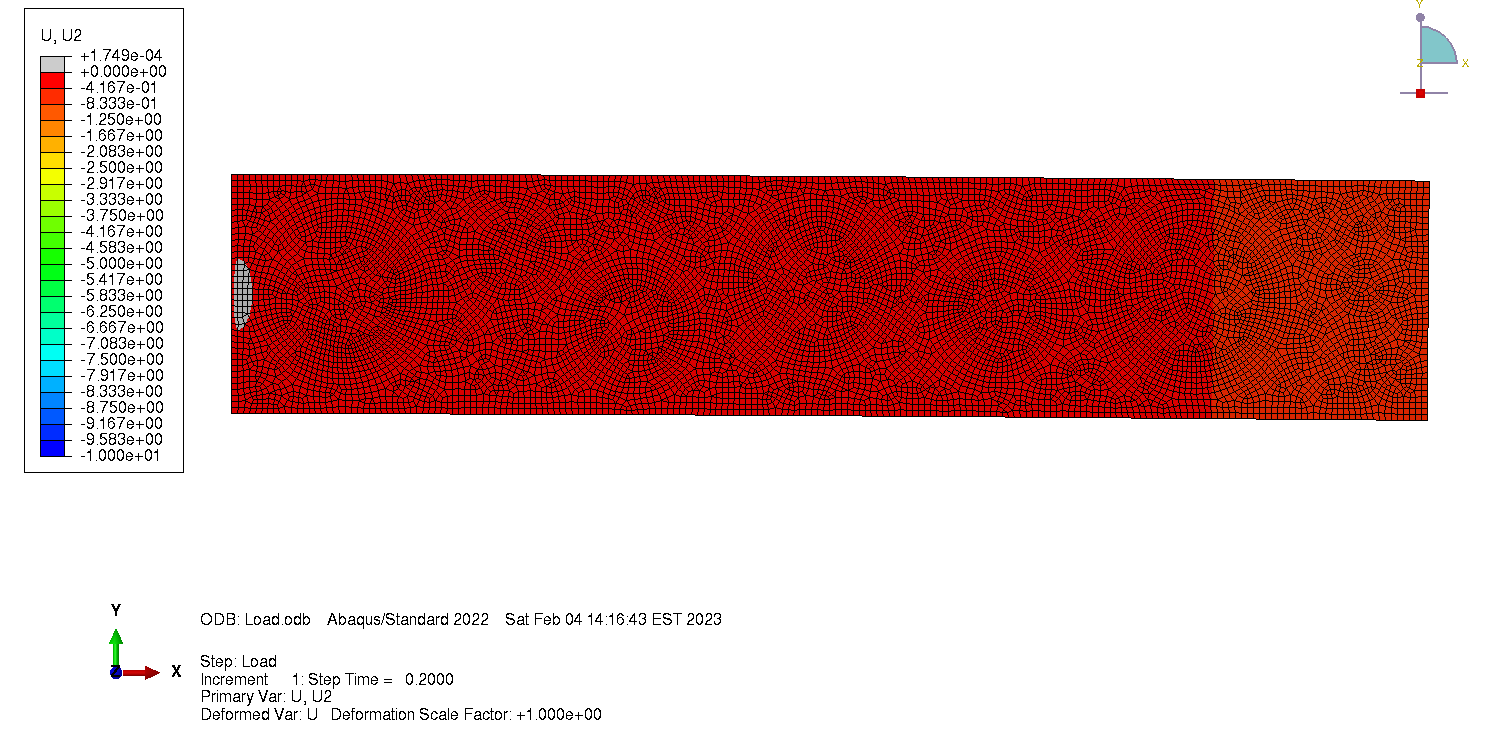 U, U2
+1.749e-04
+0.000e+00
-4.167e-01
-8.333e-01
-1.250e+00
-1.667e+00
-2.083e+00
-2.500e+00
-2.917e+00
-3.333e+00
-3.750e+00
-4.167e+00
-4.583e+00
-5.000e+00
-5.417e+00
-5.833e+00
-6.250e+00
-6.667e+00
-7.083e+00
-7.500e+00
-7.917e+00
-8.333e+00
-8.750e+00
-9.167e+00
-9.583e+00
-1.000e+01
Y
Z X
Y
Z X
ODB: Load.odb Abaqus/Standard 2022 Sat Feb 04 14:16:43 EST 2023
Step: Load
Increment 1: Step Time = 0.2000
Primary Var: U, U2
Deformed Var: U Deformation Scale Factor: +1.000e+00